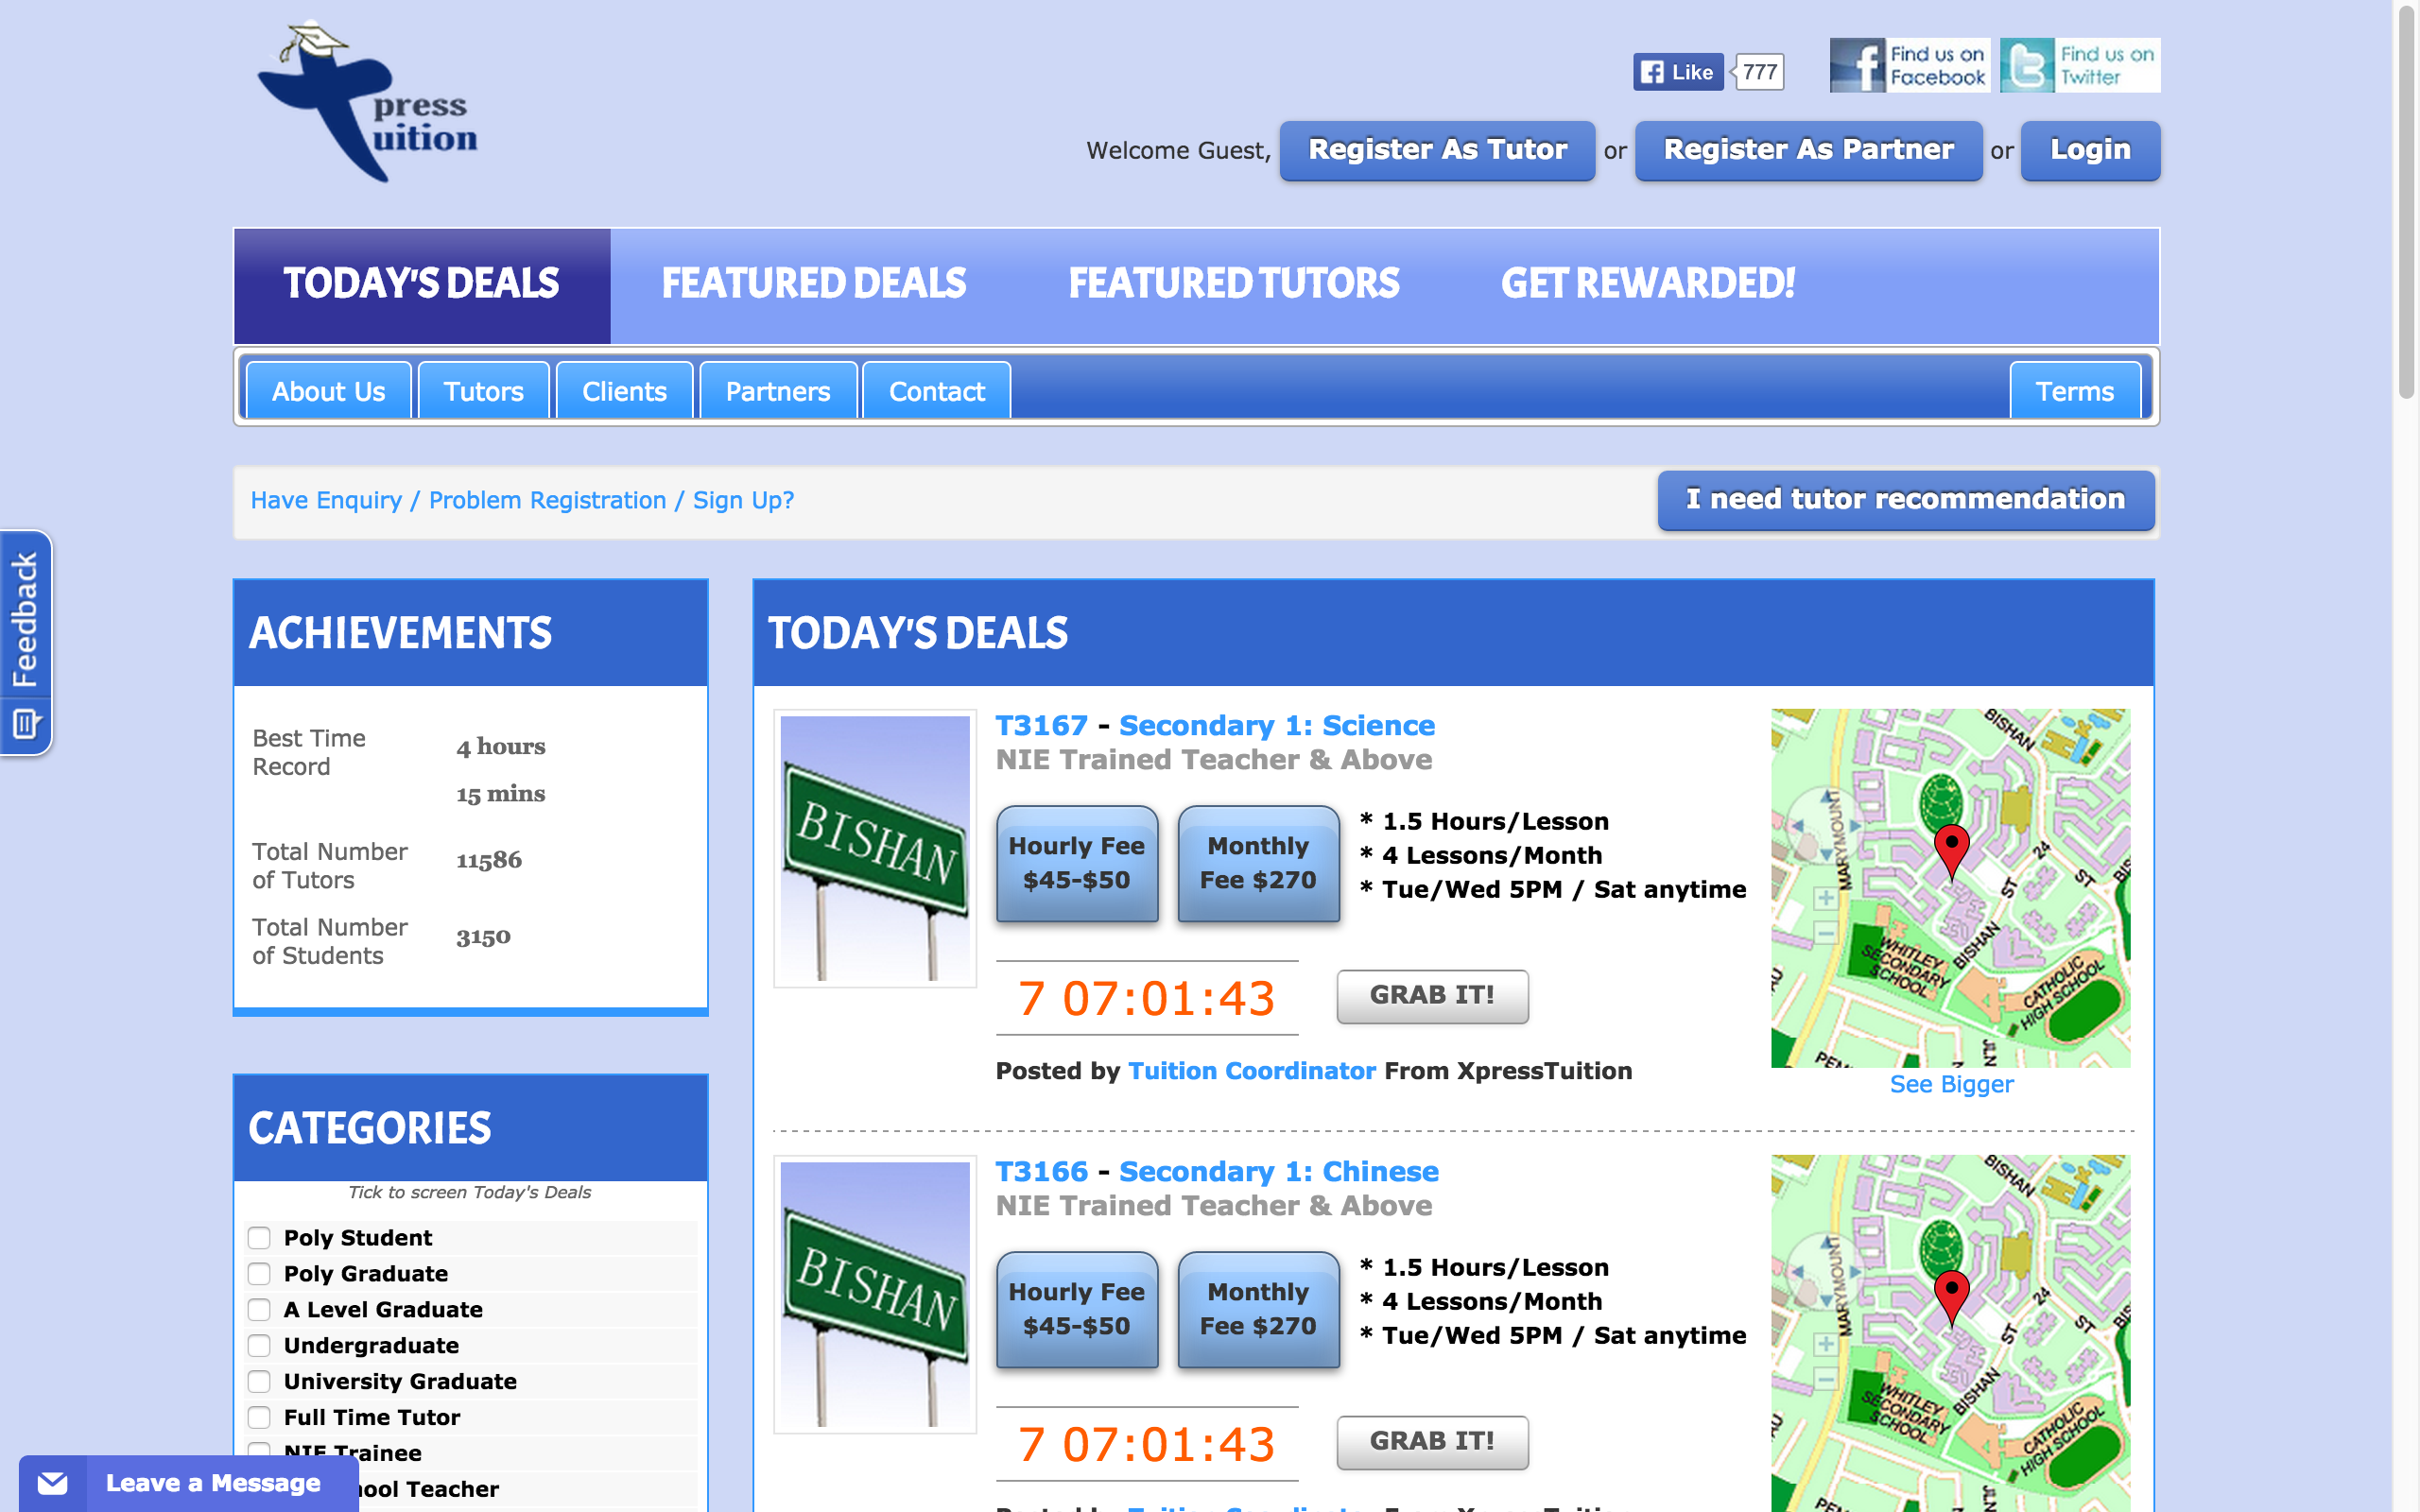 press
uition
Like 777
Find us on
Facebook
Find us on
Twitter
Welcome Guest, Register As Tutor or Register As Partner or Login
TODAY'S DEALS FEATURED DEALS FEATURED TUTORS GET REWARDED!
About Us Tutors Clients Partners Contact Terms
Have Enquiry / Problem Registration / Sign Up? I need tutor recommendation
Feedback
ACHIEVEMENTS
Best Time
Record
4 hours
15 mins
Total Number
of Tutors
11586
Total Number
of Students
3150
CATEGORIES
Tick to screen Today's Deals
Poly Student
Poly Graduate
A Level Graduate
Undergraduate
University Graduate
Full Time Tutor
NIE Trainee
Teacher
Leave a Message
TODAY'S DEALS
BISHAN
T3167 - Secondary 1: Science
NIE Trained Teacher & Above
Hourly Fee
$45-$50
Monthly
Fee $270
* 1.5 Hours/Lesson
* 4 Lessons/Month
* Tue/Wed 5PM / Sat anytime
7 07:01:43
GRAB IT!
Posted by Tuition Coordinator From XpressTuition
BISHAN
MARYMOUNT
24
ST
ST
BISHAN
WHITLEY
SECONDARY
SCHOOL
CATHOLIC
HIGH SCHOOL
JLN
See Bigger
BISHAN
T3166 - Secondary 1: Chinese
NIE Trained Teacher & Above
Hourly Fee
$45-$50
Monthly
Fee $270
* 1.5 Hours/Lesson
* 4 Lessons/Month
* Tue/Wed 5PM / Sat anytime
7 07:01:43
GRAB IT!
Posted by Tuition Coordinator From XpressTuition
BISHAN
MARYMOUNT
24
ST
ST
BISHAN
WHITLEY
SECONDARY
SCHOOL
CATHOLIC
HIGH SCHOOL